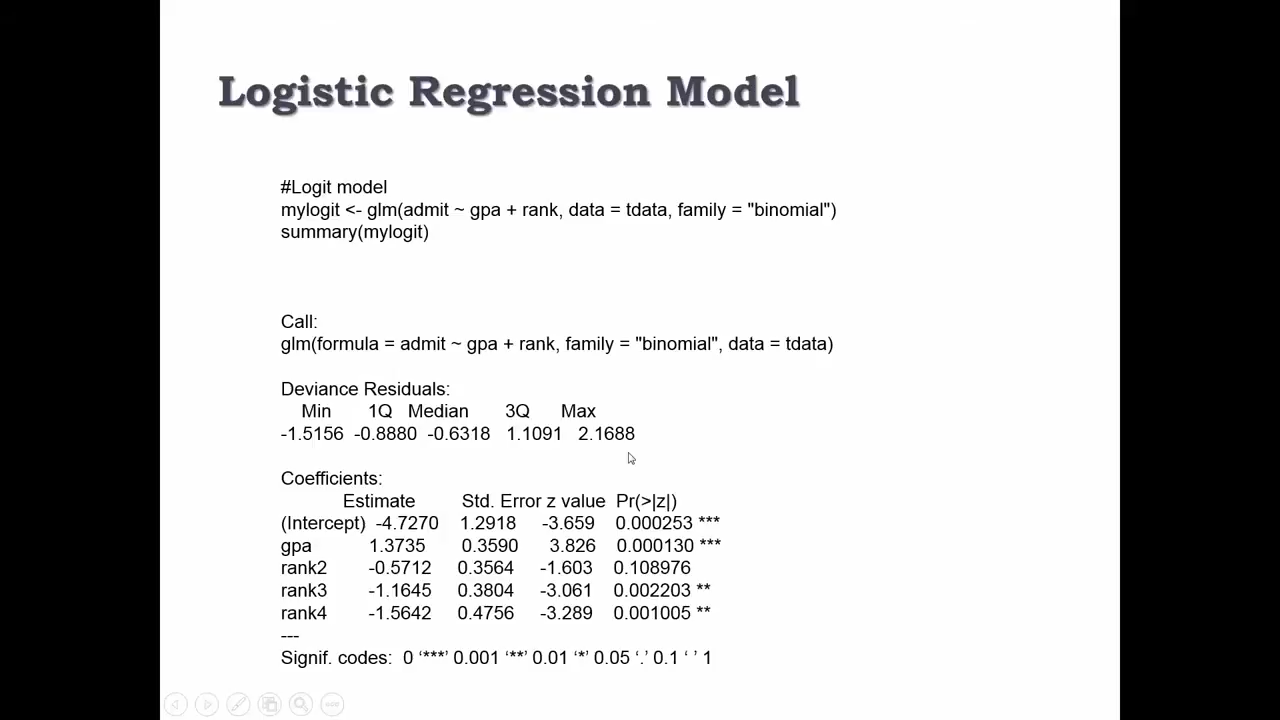 Logistic Regression Model
#Logit model
mylogit <- glm(admit ~ gpa + rank, data = tdata, family = "binomial")
summary(mylogit)
Call:
glm(formula = admit ~ gpa + rank, family = "binomial", data = tdata)
Deviance Residuals:
Min 1Q Median 3Q Max
-1.5156 -0.8880 -0.6318 1.1091 2.1688
Coefficients:
Estimate Std. Error z value Pr(>|z|)
(Intercept) -4.7270 1.2918 -3.659 0.000253 ***
gpa 1.3735 0.3590 3.826 0.000130 ***
rank2 -0.5712 0.3564 -1.603 0.108976
rank3 -1.1645 0.3804 -3.061 0.002203 **
rank4 -1.5642 0.4756 -3.289 0.001005 **
---
Signif. codes: 0 ‘***’ 0.001 ‘**’ 0.01 ‘*’ 0.05 ‘.’ 0.1 ‘ ’ 1